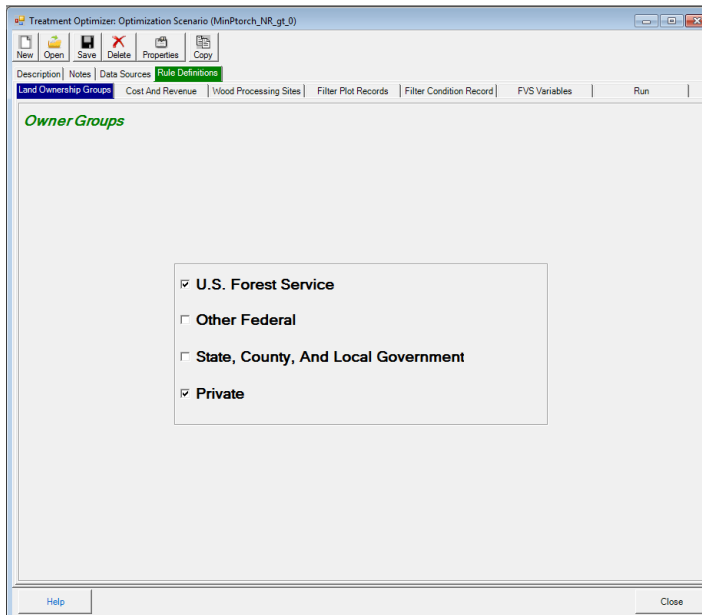 Treatment Optimizer: Optimization Scenario (MinPtorch_NR_gt_0)
New Open Save Delete Properties Copy
Description Notes Data Sources Rule Definitions
Land Ownership Groups Cost And Revenue Wood Processing Sites Filter Plot Records Filter Condition Record FVS Variables Run
Owner Groups
U.S. Forest Service
Other Federal
State, County, And Local Government
Private
Help Close